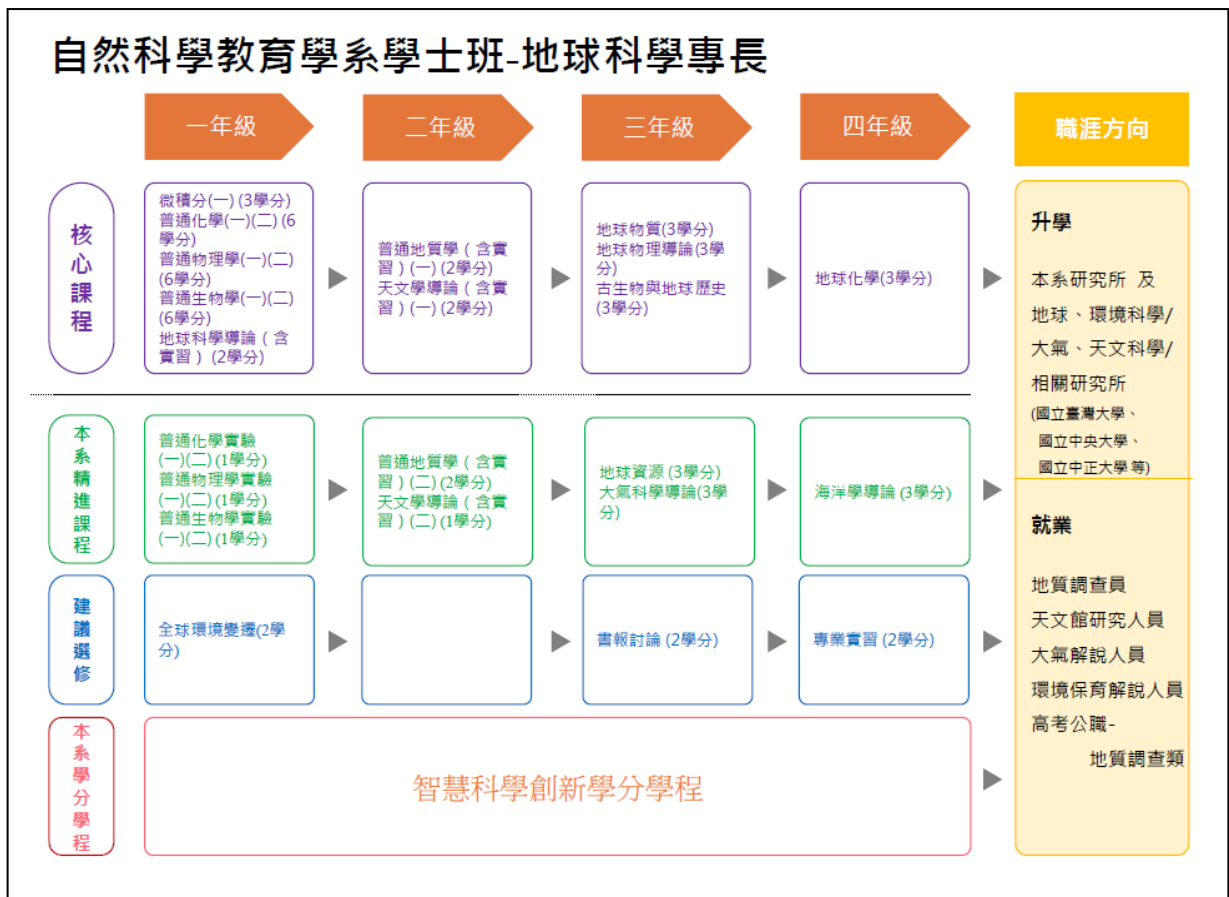 自然科學教育學系學士班-地球科學專長
一年級
二年級
三年級
四年級
職涯方向
核
心
課
程
微積分(一) (3學分)
普通化學(一)(二) (6
學分)
普通物理學(一)(二)
(6學分)
普通生物學(一)(二)
(6學分)
地球科學導論（含
實習） (2學分)
普通地質學（含實
習）(一) (2學分)
天文學導論（含實
習）(一) (2學分)
地球物質(3學分)
地球物理導論(3學
分)
古生物與地球歷史
(3學分)
地球化學(3學分)
本
系
精
進
課
程
普通化學實驗
(一)(二) (1學分)
普通物理學實驗
(一)(二) (1學分)
普通生物學實驗
(一)(二) (1學分)
普通地質學（含實
習）(二) (2學分)
天文學導論（含實
習）(二) (1學分)
地球資源 (3學分)
大氣科學導論(3學
分)
海洋學導論 (3學分)
建
議
選
修
全球環境變遷(2學
分)
書報討論 (2學分)
專業實習 (2學分)
本
系
學
分
學
程
智慧科學創新學分學程
升學
本系研究所 及
地球、環境科學/
大氣、天文科學/
相關研究所
(國立臺灣大學、
國立中央大學、
國立中正大學 等)
就業
地質調查員
天文館研究人員
大氣解說人員
環境保育解說人員
高考公職-
地質調查類